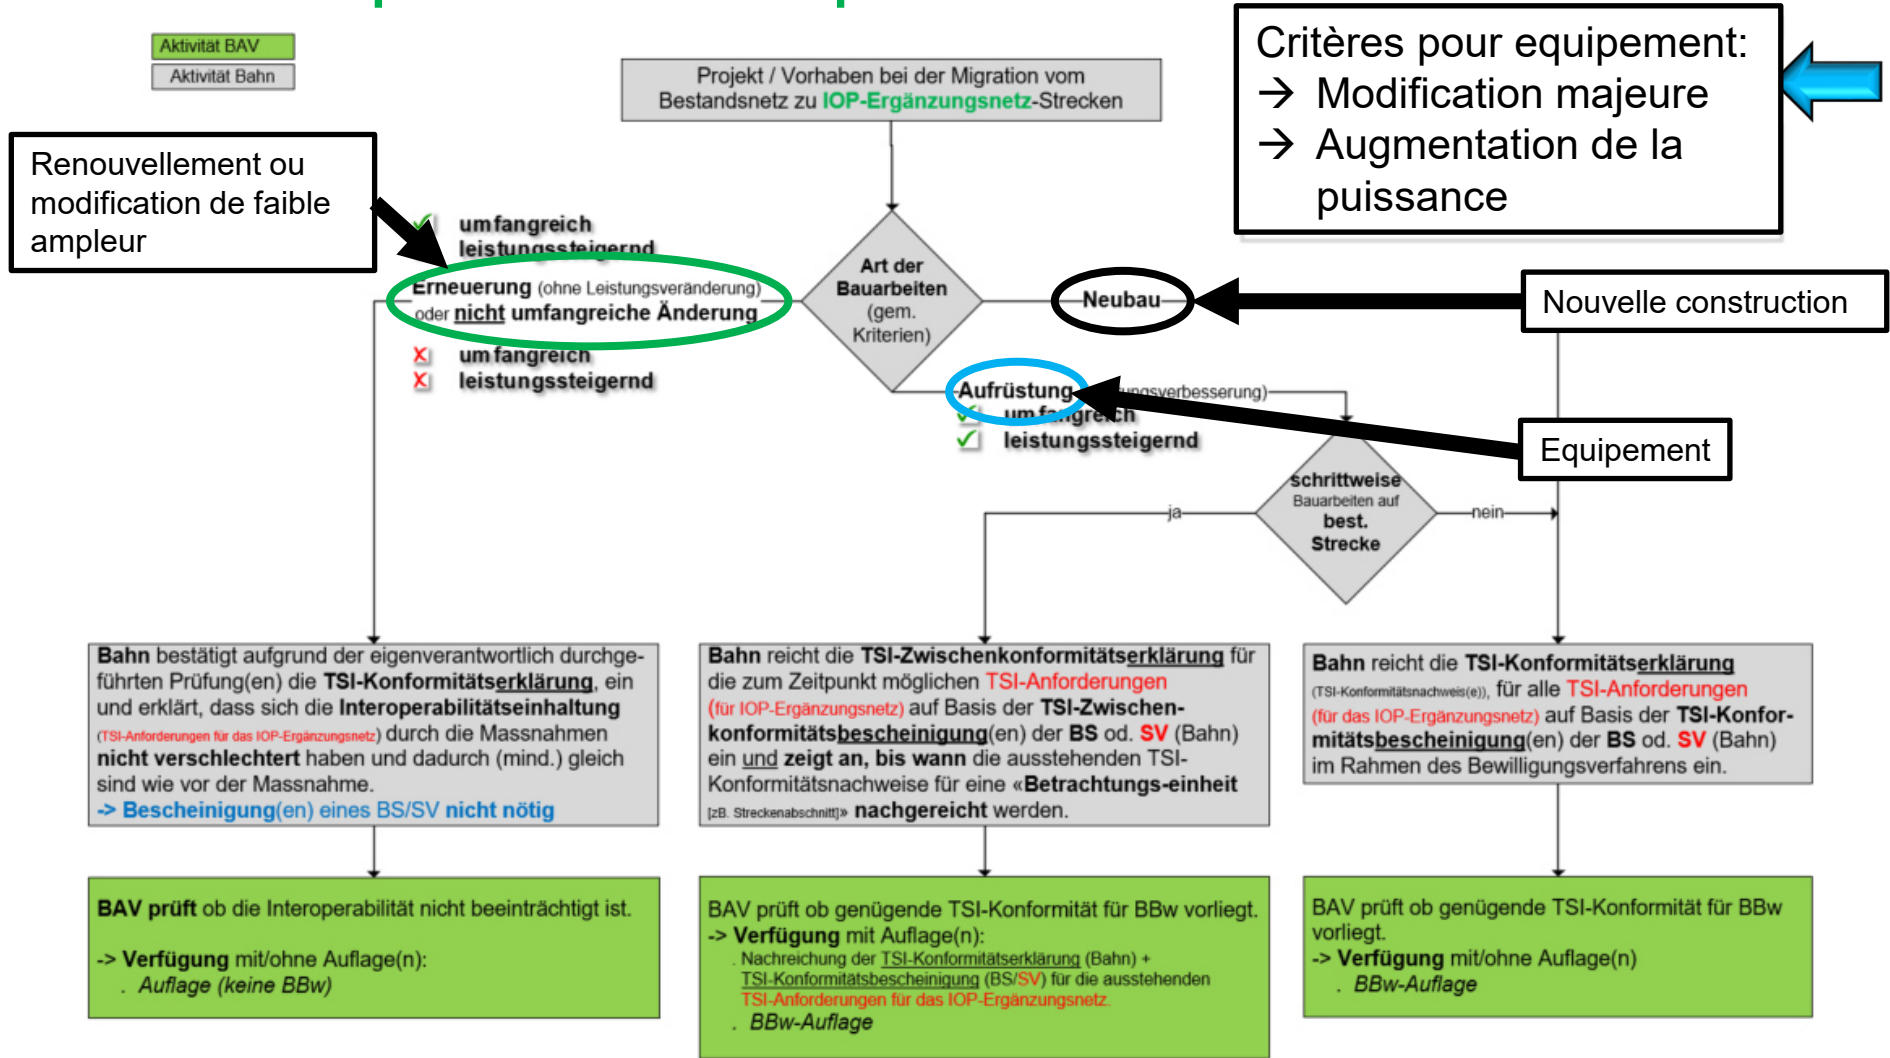 Aktivität BAV
Aktivität Bahn
Projekt / Vorhaben bei der Migration vom
Bestandsnetz zu IOP-Ergänzungsnetz-Strecken
Critères pour equipement:
→ Modification majeure
→ Augmentation de la
puissance
Renouvellement ou
modification de faible
ampleur
umfangreich
leistungssteigernd
Erneuerung (ohne Leistungsveränderung)
oder nicht umfangreiche Änderung
umfangreich
leistungssteigernd
Art der
Bauarbeiten
(gem.
Kriterien)
Neubau
Nouvelle construction
Aufrüstung
umfangreich
leistungssteigernd
Equipement
schrittweise
Bauarbeiten auf
best.
Strecke
ja
nein
Bahn bestätigt aufgrund der eigenverantwortlich durchge-
führten Prüfung(en) die TSI-Konformitätserklärung, ein
und erklärt, dass sich die Interoperabilitätseinhaltung
(TSI-Anforderungen für das IOP-Ergänzungsnetz) durch die Massnahmen
nicht verschlechtert haben und dadurch (mind.) gleich
sind wie vor der Massnahme.
-> Bescheinigung(en) eines BS/SV nicht nötig
Bahn reicht die TSI-Zwischenkonformitätserklärung für
die zum Zeitpunkt möglichen TSI-Anforderungen
(für IOP-Ergänzungsnetz) auf Basis der TSI-Zwischen-
konformitätsbescheinigung(en) der BS od. SV (Bahn)
ein und zeigt an, bis wann die ausstehenden TSI-
Konformitätsnachweise für eine «Betrachtungs-einheit
[zB. Streckenabschnitt]» nachgereicht werden.
Bahn reicht die TSI-Konformitätserklärung
(TSI-Konformitätsnachweis(e)), für alle TSI-Anforderungen
(für das IOP-Ergänzungsnetz) auf Basis der TSI-Konfor-
mitätsbescheinigung(en) der BS od. SV (Bahn)
im Rahmen des Bewilligungsverfahrens ein.
BAV prüft ob die Interoperabilität nicht beeinträchtigt ist.
-> Verfügung mit/ohne Auflage(n):
. Auflage (keine BBw)
BAV prüft ob genügende TSI-Konformität für BBw vorliegt.
-> Verfügung mit Auflage(n):
. Nachreichung der TSI-Konformitätserklärung (Bahn) +
TSI-Konformitätsbescheinigung (BS/SV) für die ausstehenden
TSI-Anforderungen für das IOP-Ergänzungsnetz.
. BBw-Auflage
BAV prüft ob genügende TSI-Konformität für BBw
vorliegt.
-> Verfügung mit/ohne Auflage(n)
. BBw-Auflage